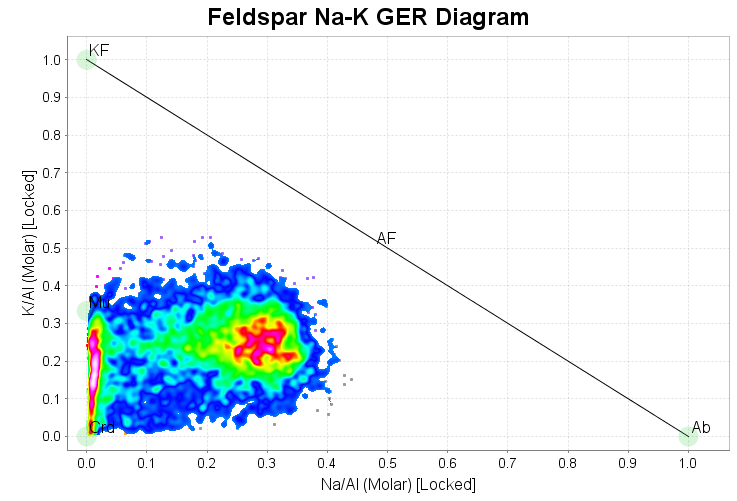 Feldspar Na-K GER Diagram
KF
1.0
0.9
0.8
0.7
0.6
AF
0.5
0.4
Mu
0.3
0.2
0.1
Crd
Ab
0.0
K/Al (Molar) [Locked]
0.0 0.1 0.2 0.3 0.4 0.5 0.6 0.7 0.8 0.9 1.0
Na/Al (Molar) [Locked]